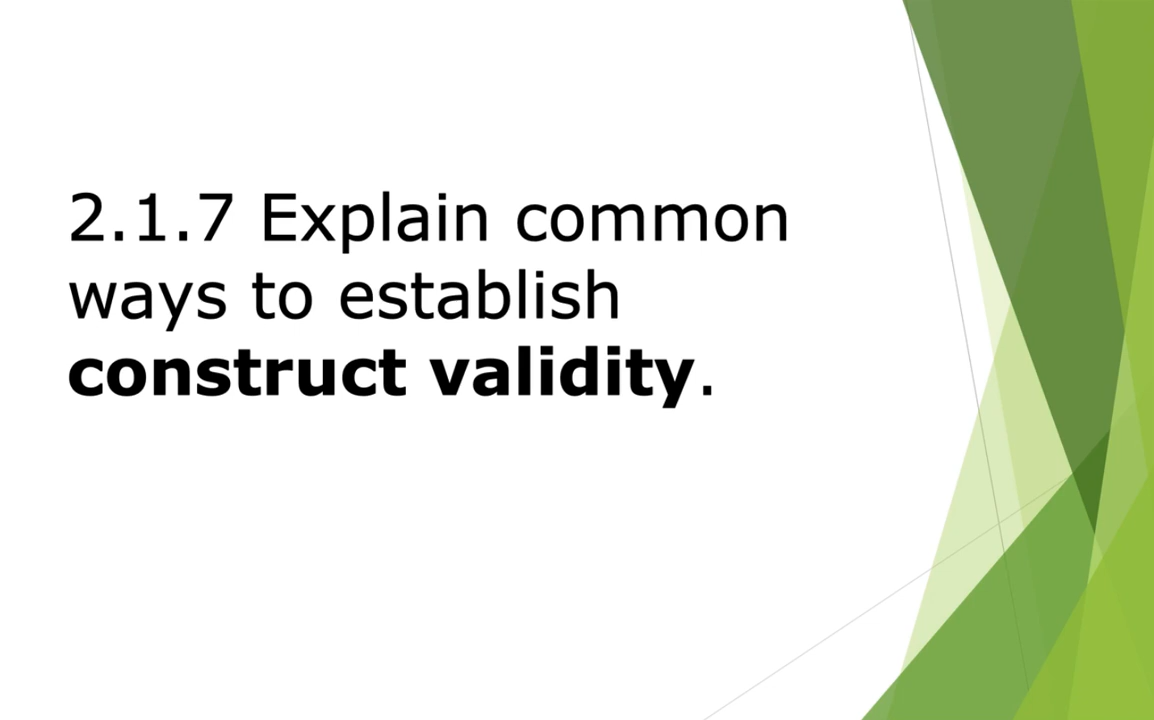 2.1.7 Explain common
ways to establish
construct validity.